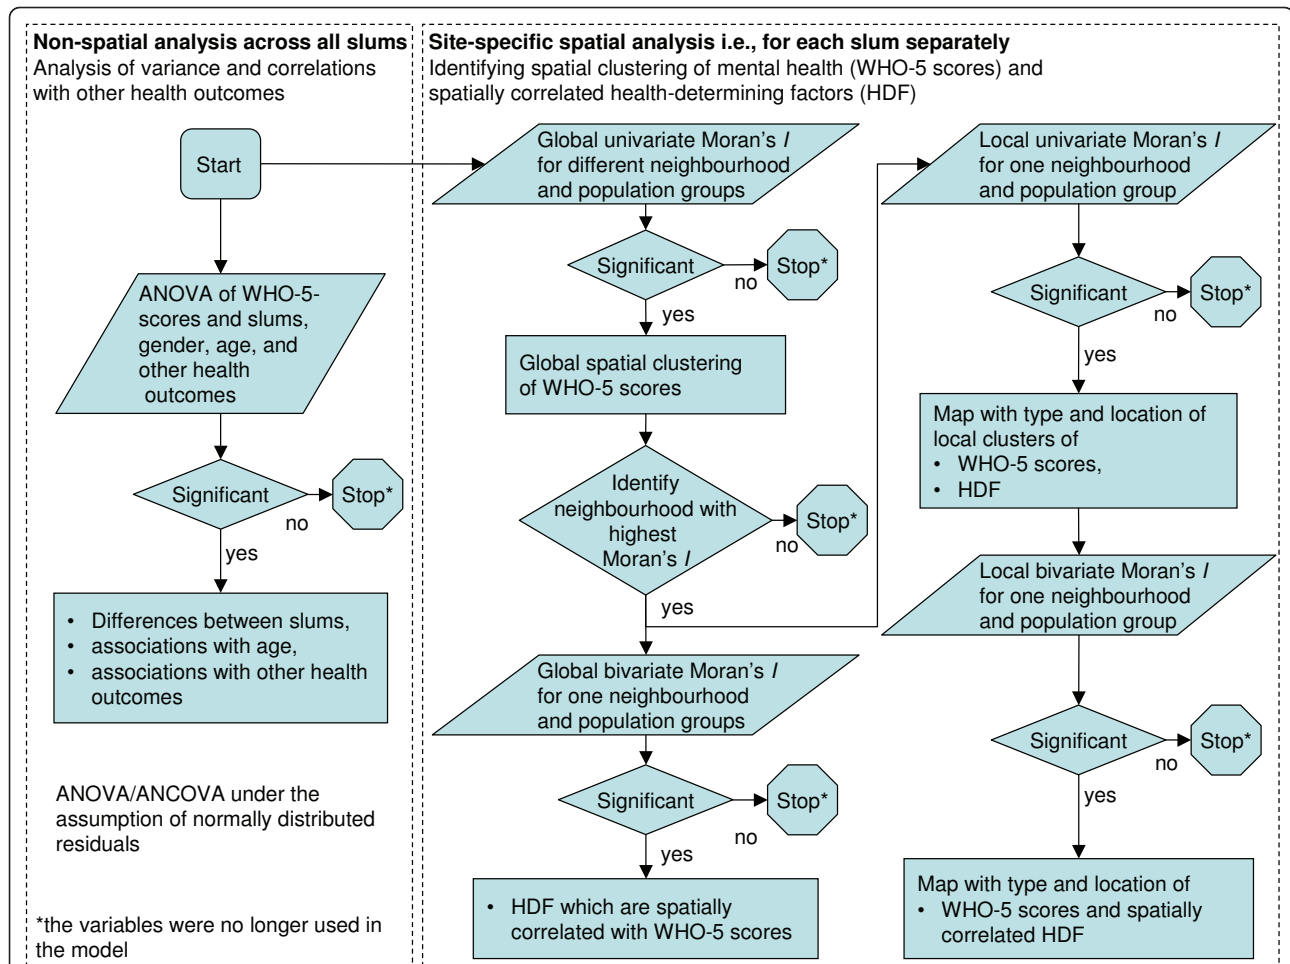 Non-spatial analysis across all slums
Analysis of variance and correlations
with other health outcomes
Start
ANOVA of WHO-5-
scores and slums,
gender, age, and
other health
outcomes
Significant
no
Stop*
yes
• Differences between slums,
• associations with age,
• associations with other health
outcomes
ANOVA/ANCOVA under the
assumption of normally distributed
residuals
*the variables were no longer used in
the model
Site-specific spatial analysis i.e., for each slum separately
Identifying spatial clustering of mental health (WHO-5 scores) and
spatially correlated health-determining factors (HDF)
Global univariate Moran's I
for different neighbourhood
and population groups
Significant
no
Stop*
yes
Global spatial clustering
of WHO-5 scores
Identify
neighbourhood with
highest
Moran's I
no
Stop*
yes
Global bivariate Moran's I
for one neighbourhood
and population groups
Significant
no
Stop*
yes
• HDF which are spatially
correlated with WHO-5 scores
Local univariate Moran's I
for one neighbourhood
and population group
Significant
no
Stop*
yes
Map with type and location of
local clusters of
• WHO-5 scores,
• HDF
Local bivariate Moran's I
for one neighbourhood
and population group
Significant
no
Stop*
yes
Map with type and location of
• WHO-5 scores and spatially
correlated HDF